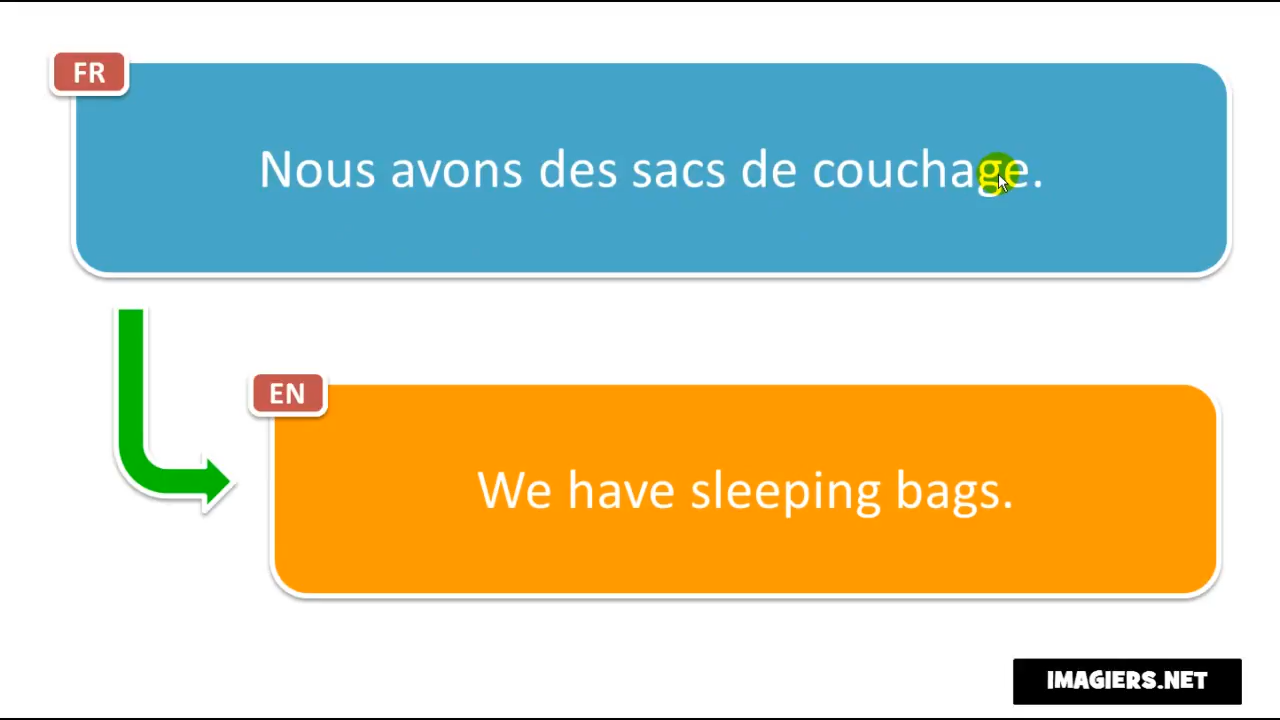 FR
Nous avons des sacs de couchage.
EN
We have sleeping bags.
IMAGIERS.NET